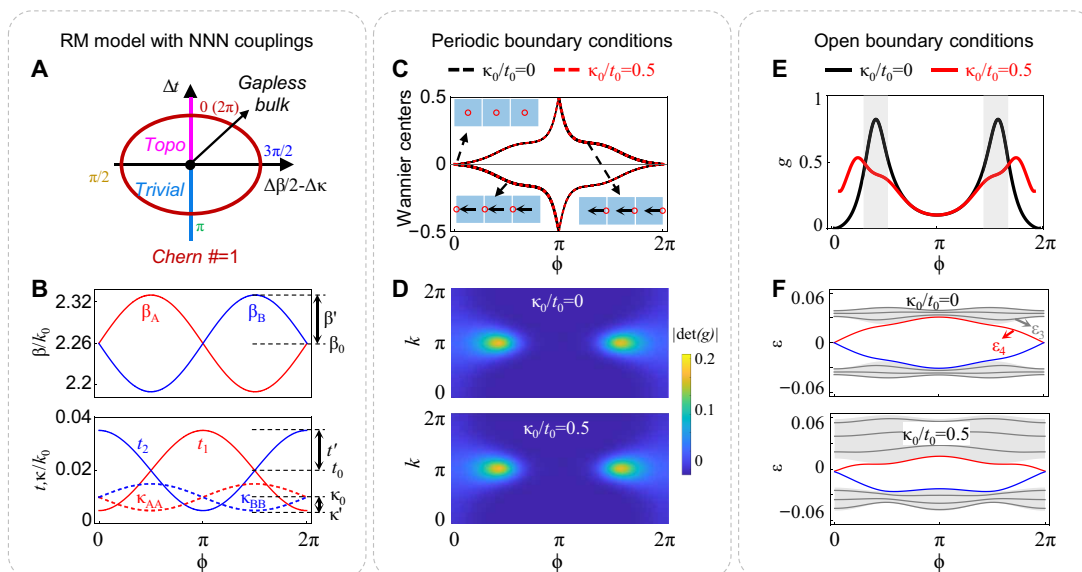 RM model with NNN couplings
A
Δt
0 (2π)
Gapless
bulk
Topo
3π/2
π/2
Trivial
Δβ/2-Δκ
π
Chern #=1
B
2.32
2.26
2.2
β/k₀
β_A
β_B
β'
β₀
0.04
0.02
0
t,κ/k₀
t₂
t₁
t'
t₀
κ_AA
κ_BB
κ₀
κ'
0
π
2π
ϕ
Periodic boundary conditions
C
κ₀/t₀=0
κ₀/t₀=0.5
0.5
0
−0.5
Wannier centers
0
π
2π
ϕ
D
2π
κ₀/t₀=0
k
π
0
|det(g)|
0.2
0.1
0
2π
κ₀/t₀=0.5
k
π
0
0
π
2π
ϕ
Open boundary conditions
E
κ₀/t₀=0
κ₀/t₀=0.5
1
g
0.5
0
0
π
2π
ϕ
F
0.06
κ₀/t₀=0
ε₃
ε
0
ε₄
−0.06
0.06
κ₀/t₀=0.5
ε
0
−0.06
0
π
2π
ϕ